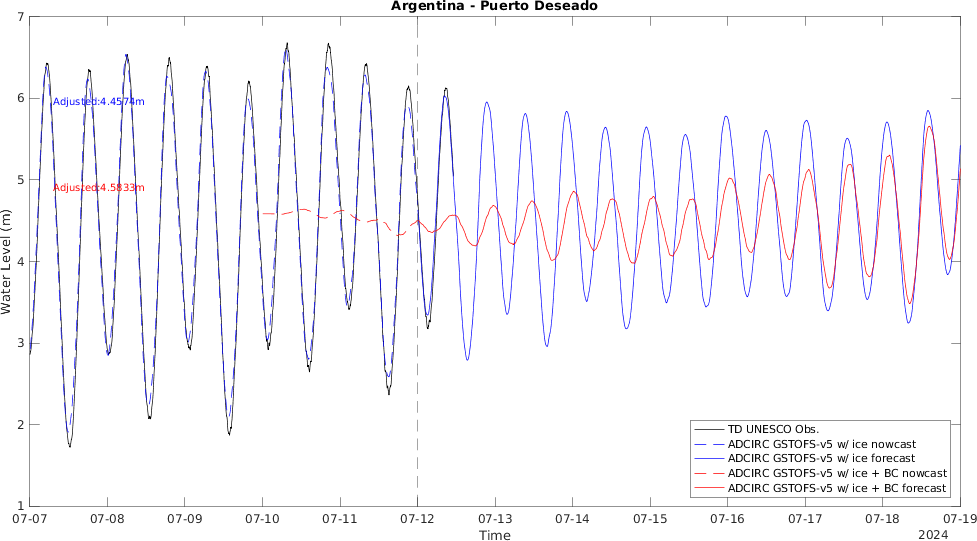 Argentina - Puerto Deseado
7
6
5
4
3
2
1
Water Level (m)
Adjusted:4.4574m
Adjusted:4.5833m
TD UNESCO Obs.
ADCIRC GSTOFS-v5 w/ ice nowcast
ADCIRC GSTOFS-v5 w/ ice forecast
ADCIRC GSTOFS-v5 w/ ice + BC nowcast
ADCIRC GSTOFS-v5 w/ ice + BC forecast
07-07 07-08 07-09 07-10 07-11 07-12 07-13 07-14 07-15 07-16 07-17 07-18 07-19
Time
2024